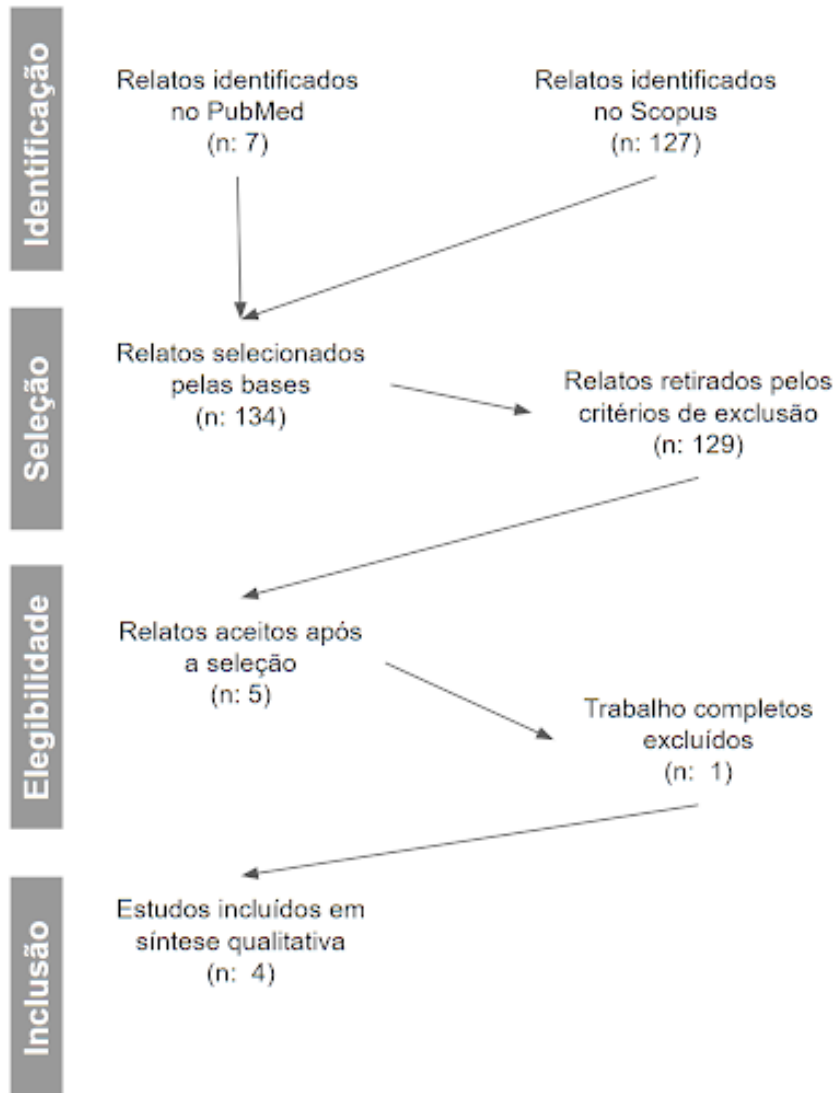 Identificação
Relatos identificados
no PubMed
(n: 7)
Relatos identificados
no Scopus
(n: 127)
Seleção
Relatos selecionados
pelas bases
(n: 134)
Relatos retirados pelos
critérios de exclusão
(n: 129)
Elegibilidade
Relatos aceitos após
a seleção
(n: 5)
Trabalho completos
excluídos
(n: 1)
Inclusão
Estudos incluídos em
síntese qualitativa
(n: 4)